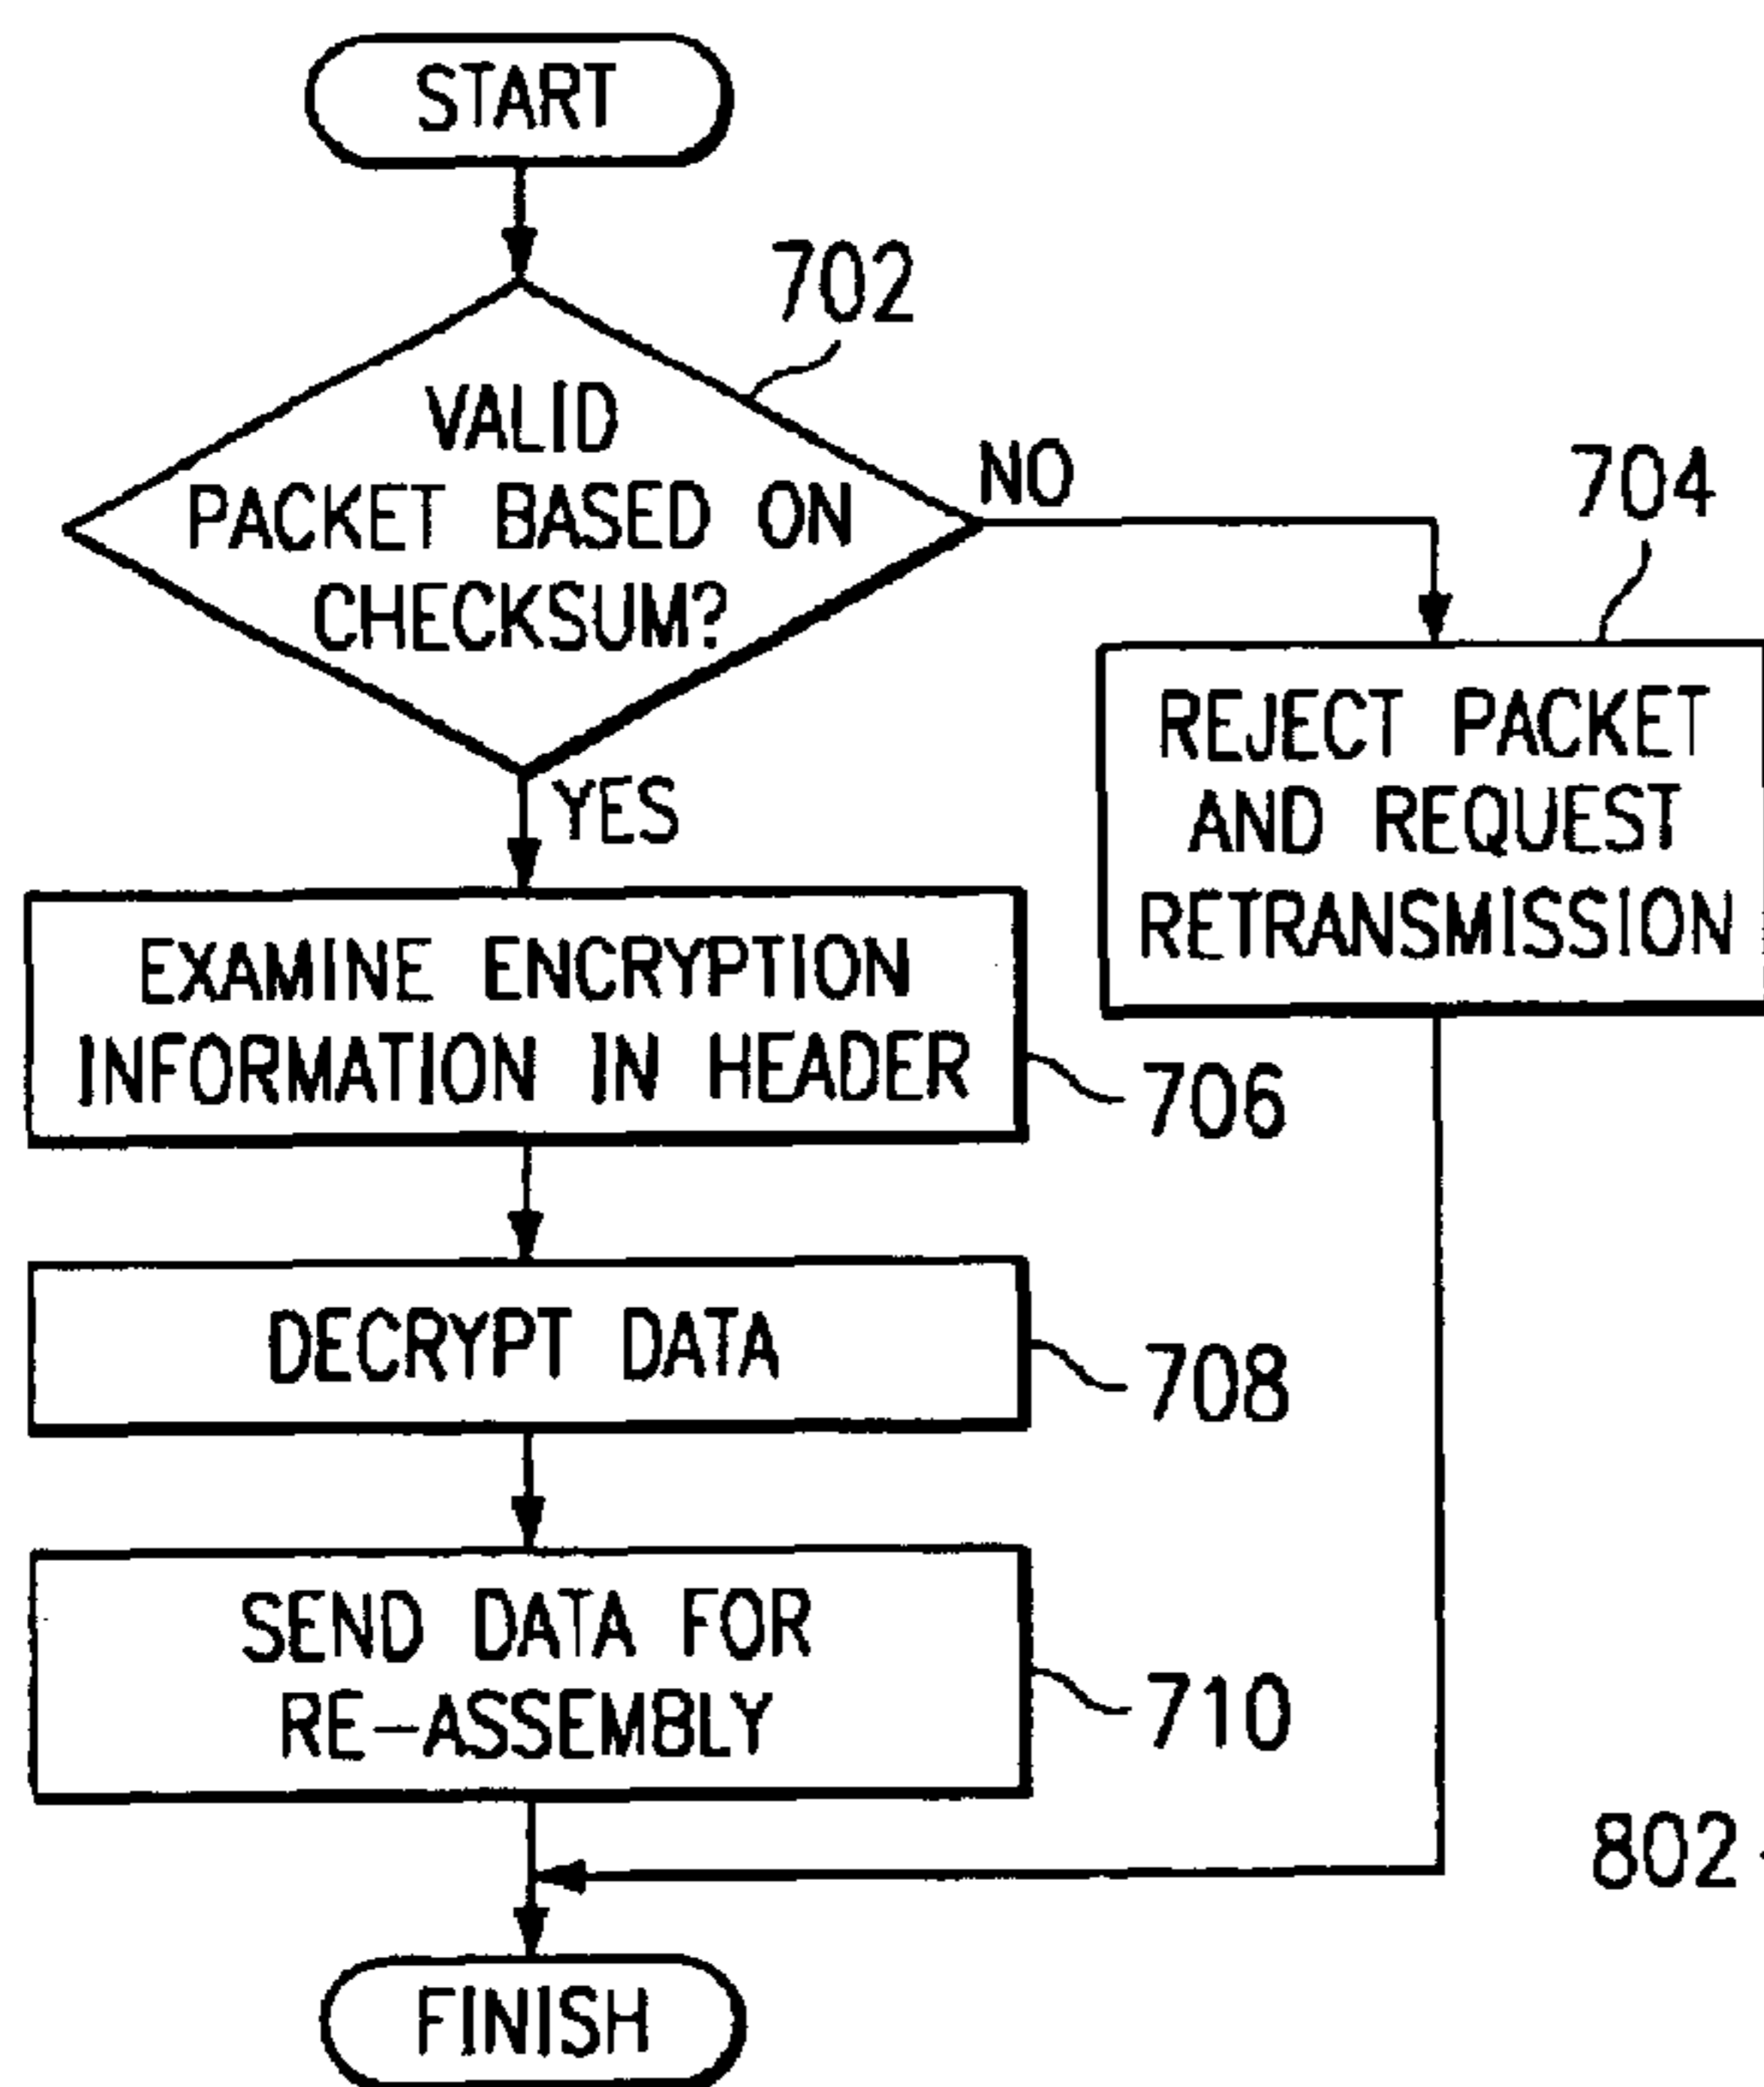 START
702
VALID
PACKET BASED ON
CHECKSUM?
NO
704
YES
REJECT PACKET
AND REQUEST
RETRANSMISSION
EXAMINE ENCRYPTION
INFORMATION IN HEADER
706
DECRYPT DATA
708
SEND DATA FOR
RE-ASSEMBLY
710
802
FINISH